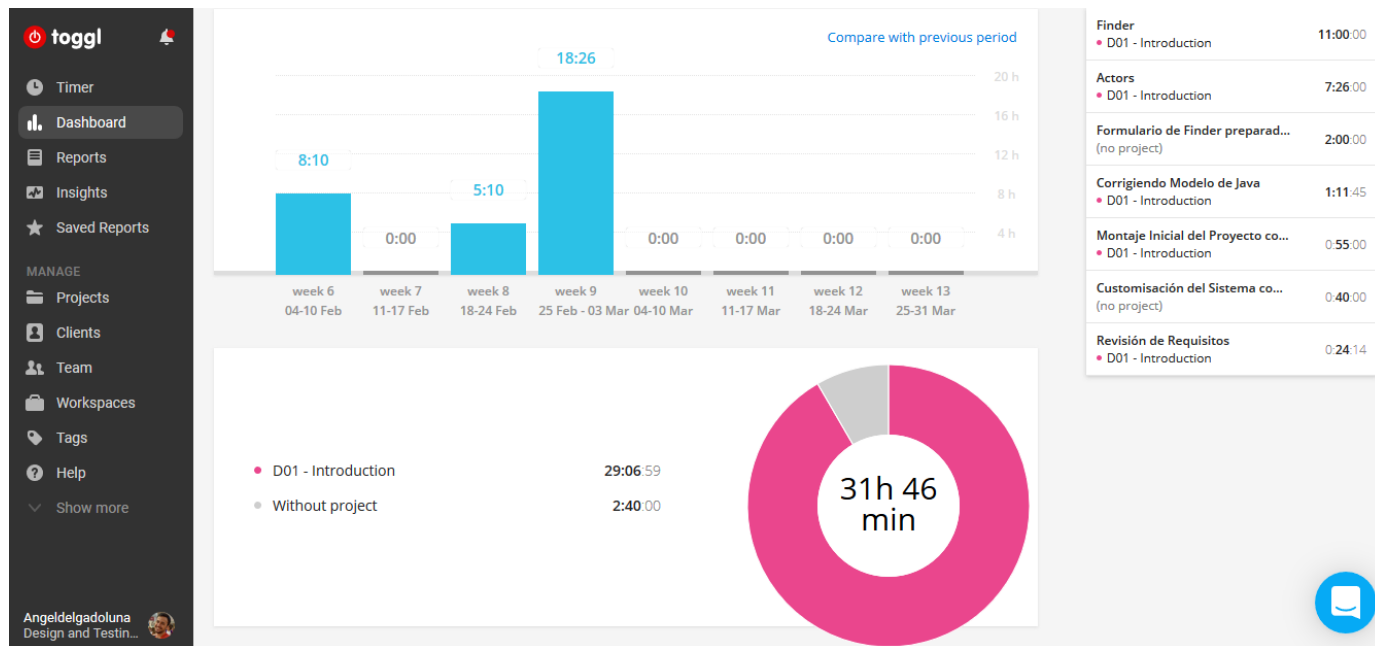 toggl
Timer
Dashboard
Reports
Insights
Saved Reports
MANAGE
Projects
Clients
Team
Workspaces
Tags
Help
Show more
Angeldelgadoluna
Design and Testin...
Compare with previous period
20 h
16 h
12 h
8 h
4 h
8:10
0:00
5:10
18:26
0:00
0:00
0:00
0:00
week 6
04-10 Feb
week 7
11-17 Feb
week 8
18-24 Feb
week 9
25 Feb - 03 Mar
week 10
04-10 Mar
week 11
11-17 Mar
week 12
18-24 Mar
week 13
25-31 Mar
D01 - Introduction 29:06:59
Without project 2:40:00
31h 46
min
Finder 11:00:00
D01 - Introduction
Actors 7:26:00
D01 - Introduction
Formulario de Finder preparad... 2:00:00
(no project)
Corrigiendo Modelo de Java 1:11:45
D01 - Introduction
Montaje Inicial del Proyecto co... 0:55:00
D01 - Introduction
Customisación del Sistema co... 0:40:00
(no project)
Revisión de Requisitos 0:24:14
D01 - Introduction